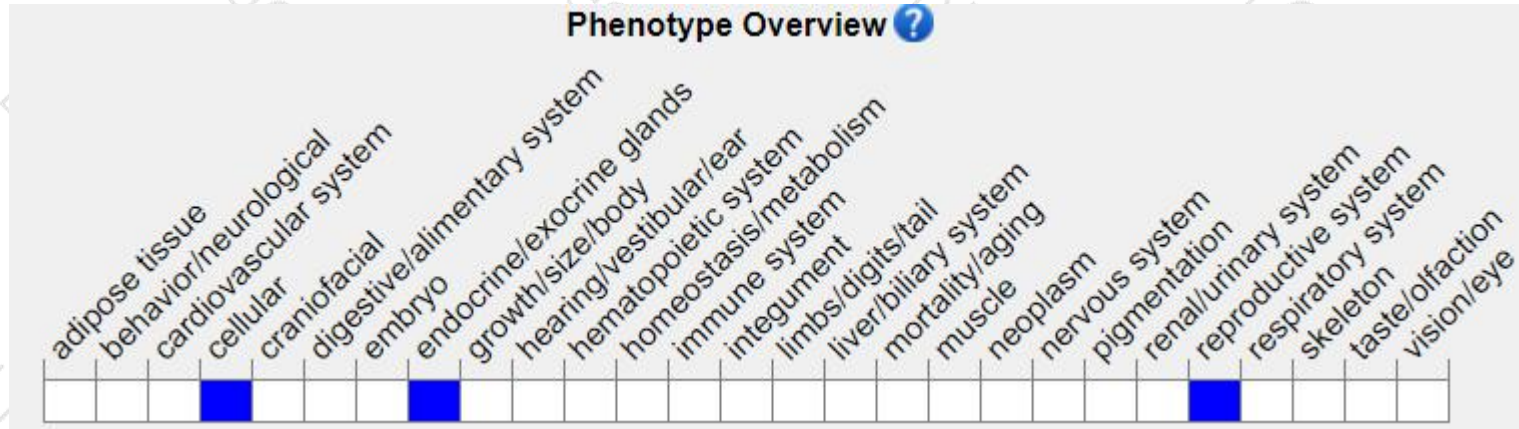 Phenotype Overview ?
adipose tissue
behavior/neurological
cardiovascular system
cellular
craniofacial
digestive/alimentary system
embryo
endocrine/exocrine glands
growth/size/body
hearing/vestibular/ear
hematopoietic system
homeostasis/metabolism
immune system
integument
limbs/digits/tail
liver/biliary system
mortality/aging
muscle
neoplasm
nervous system
pigmentation
renal/urinary system
reproductive system
respiratory system
skeleton
taste/olfaction
vision/eye